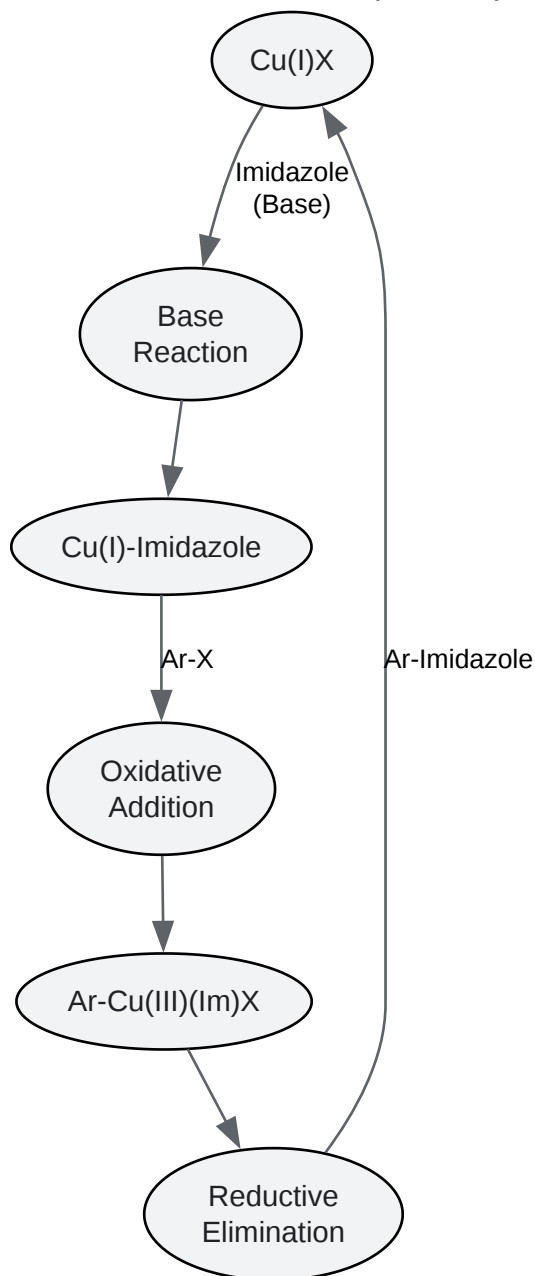 Cu(I)X
Imidazole
(Base)
Base
Reaction
Cu(I)-Imidazole
Ar-X
Ar-Imidazole
Oxidative
Addition
Ar-Cu(III)(Im)X
Reductive
Elimination